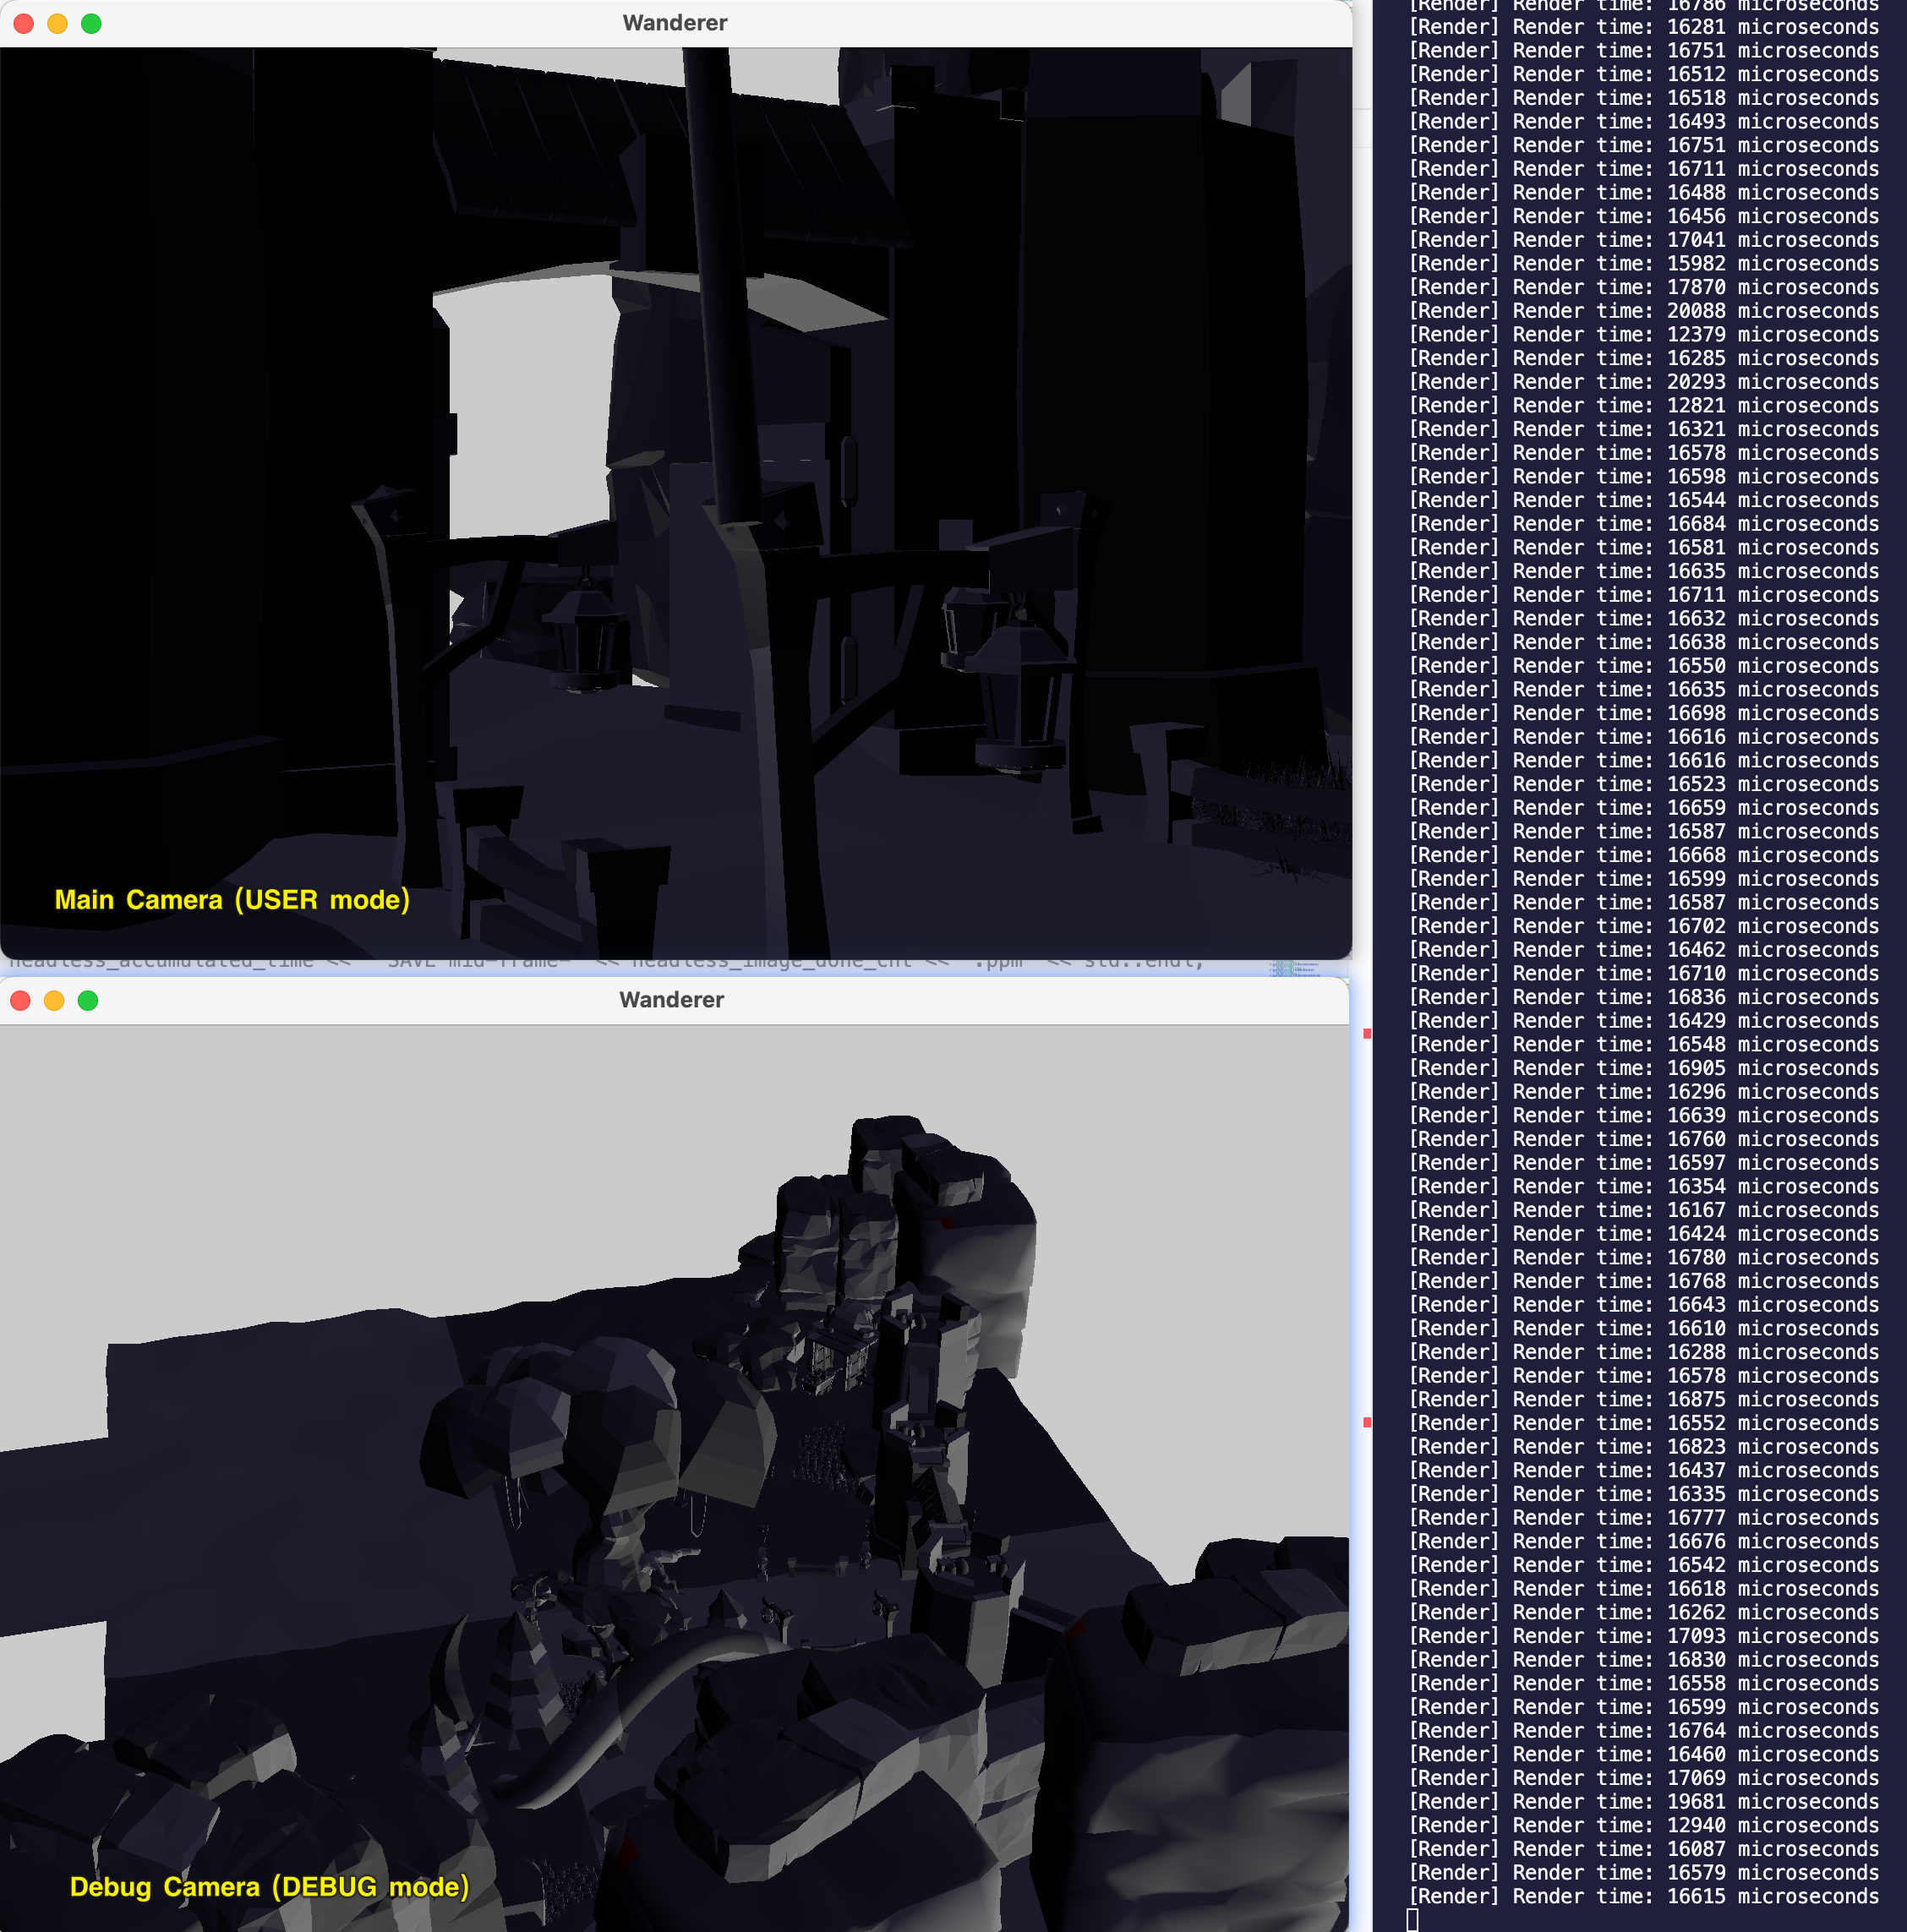 Wanderer
Main Camera (USER mode)
headless_accumulated_time << " SAVE mid-frame-" << headless_image_done_cnt << ".ppm" << std::endl;
Wanderer
Debug Camera (DEBUG mode)
[Render] Render time: 16786 microseconds
[Render] Render time: 16281 microseconds
[Render] Render time: 16751 microseconds
[Render] Render time: 16512 microseconds
[Render] Render time: 16518 microseconds
[Render] Render time: 16493 microseconds
[Render] Render time: 16751 microseconds
[Render] Render time: 16711 microseconds
[Render] Render time: 16488 microseconds
[Render] Render time: 16456 microseconds
[Render] Render time: 17041 microseconds
[Render] Render time: 15982 microseconds
[Render] Render time: 17870 microseconds
[Render] Render time: 20088 microseconds
[Render] Render time: 12379 microseconds
[Render] Render time: 16285 microseconds
[Render] Render time: 20293 microseconds
[Render] Render time: 12821 microseconds
[Render] Render time: 16321 microseconds
[Render] Render time: 16578 microseconds
[Render] Render time: 16598 microseconds
[Render] Render time: 16544 microseconds
[Render] Render time: 16684 microseconds
[Render] Render time: 16581 microseconds
[Render] Render time: 16635 microseconds
[Render] Render time: 16711 microseconds
[Render] Render time: 16632 microseconds
[Render] Render time: 16638 microseconds
[Render] Render time: 16550 microseconds
[Render] Render time: 16635 microseconds
[Render] Render time: 16698 microseconds
[Render] Render time: 16616 microseconds
[Render] Render time: 16616 microseconds
[Render] Render time: 16523 microseconds
[Render] Render time: 16659 microseconds
[Render] Render time: 16587 microseconds
[Render] Render time: 16668 microseconds
[Render] Render time: 16599 microseconds
[Render] Render time: 16587 microseconds
[Render] Render time: 16702 microseconds
[Render] Render time: 16462 microseconds
[Render] Render time: 16710 microseconds
[Render] Render time: 16836 microseconds
[Render] Render time: 16429 microseconds
[Render] Render time: 16548 microseconds
[Render] Render time: 16905 microseconds
[Render] Render time: 16296 microseconds
[Render] Render time: 16639 microseconds
[Render] Render time: 16760 microseconds
[Render] Render time: 16597 microseconds
[Render] Render time: 16354 microseconds
[Render] Render time: 16167 microseconds
[Render] Render time: 16424 microseconds
[Render] Render time: 16780 microseconds
[Render] Render time: 16768 microseconds
[Render] Render time: 16643 microseconds
[Render] Render time: 16610 microseconds
[Render] Render time: 16288 microseconds
[Render] Render time: 16578 microseconds
[Render] Render time: 16875 microseconds
[Render] Render time: 16552 microseconds
[Render] Render time: 16823 microseconds
[Render] Render time: 16437 microseconds
[Render] Render time: 16335 microseconds
[Render] Render time: 16777 microseconds
[Render] Render time: 16676 microseconds
[Render] Render time: 16542 microseconds
[Render] Render time: 16618 microseconds
[Render] Render time: 16262 microseconds
[Render] Render time: 17093 microseconds
[Render] Render time: 16830 microseconds
[Render] Render time: 16558 microseconds
[Render] Render time: 16599 microseconds
[Render] Render time: 16764 microseconds
[Render] Render time: 16460 microseconds
[Render] Render time: 17069 microseconds
[Render] Render time: 19681 microseconds
[Render] Render time: 12940 microseconds
[Render] Render time: 16087 microseconds
[Render] Render time: 16579 microseconds
[Render] Render time: 16615 microseconds